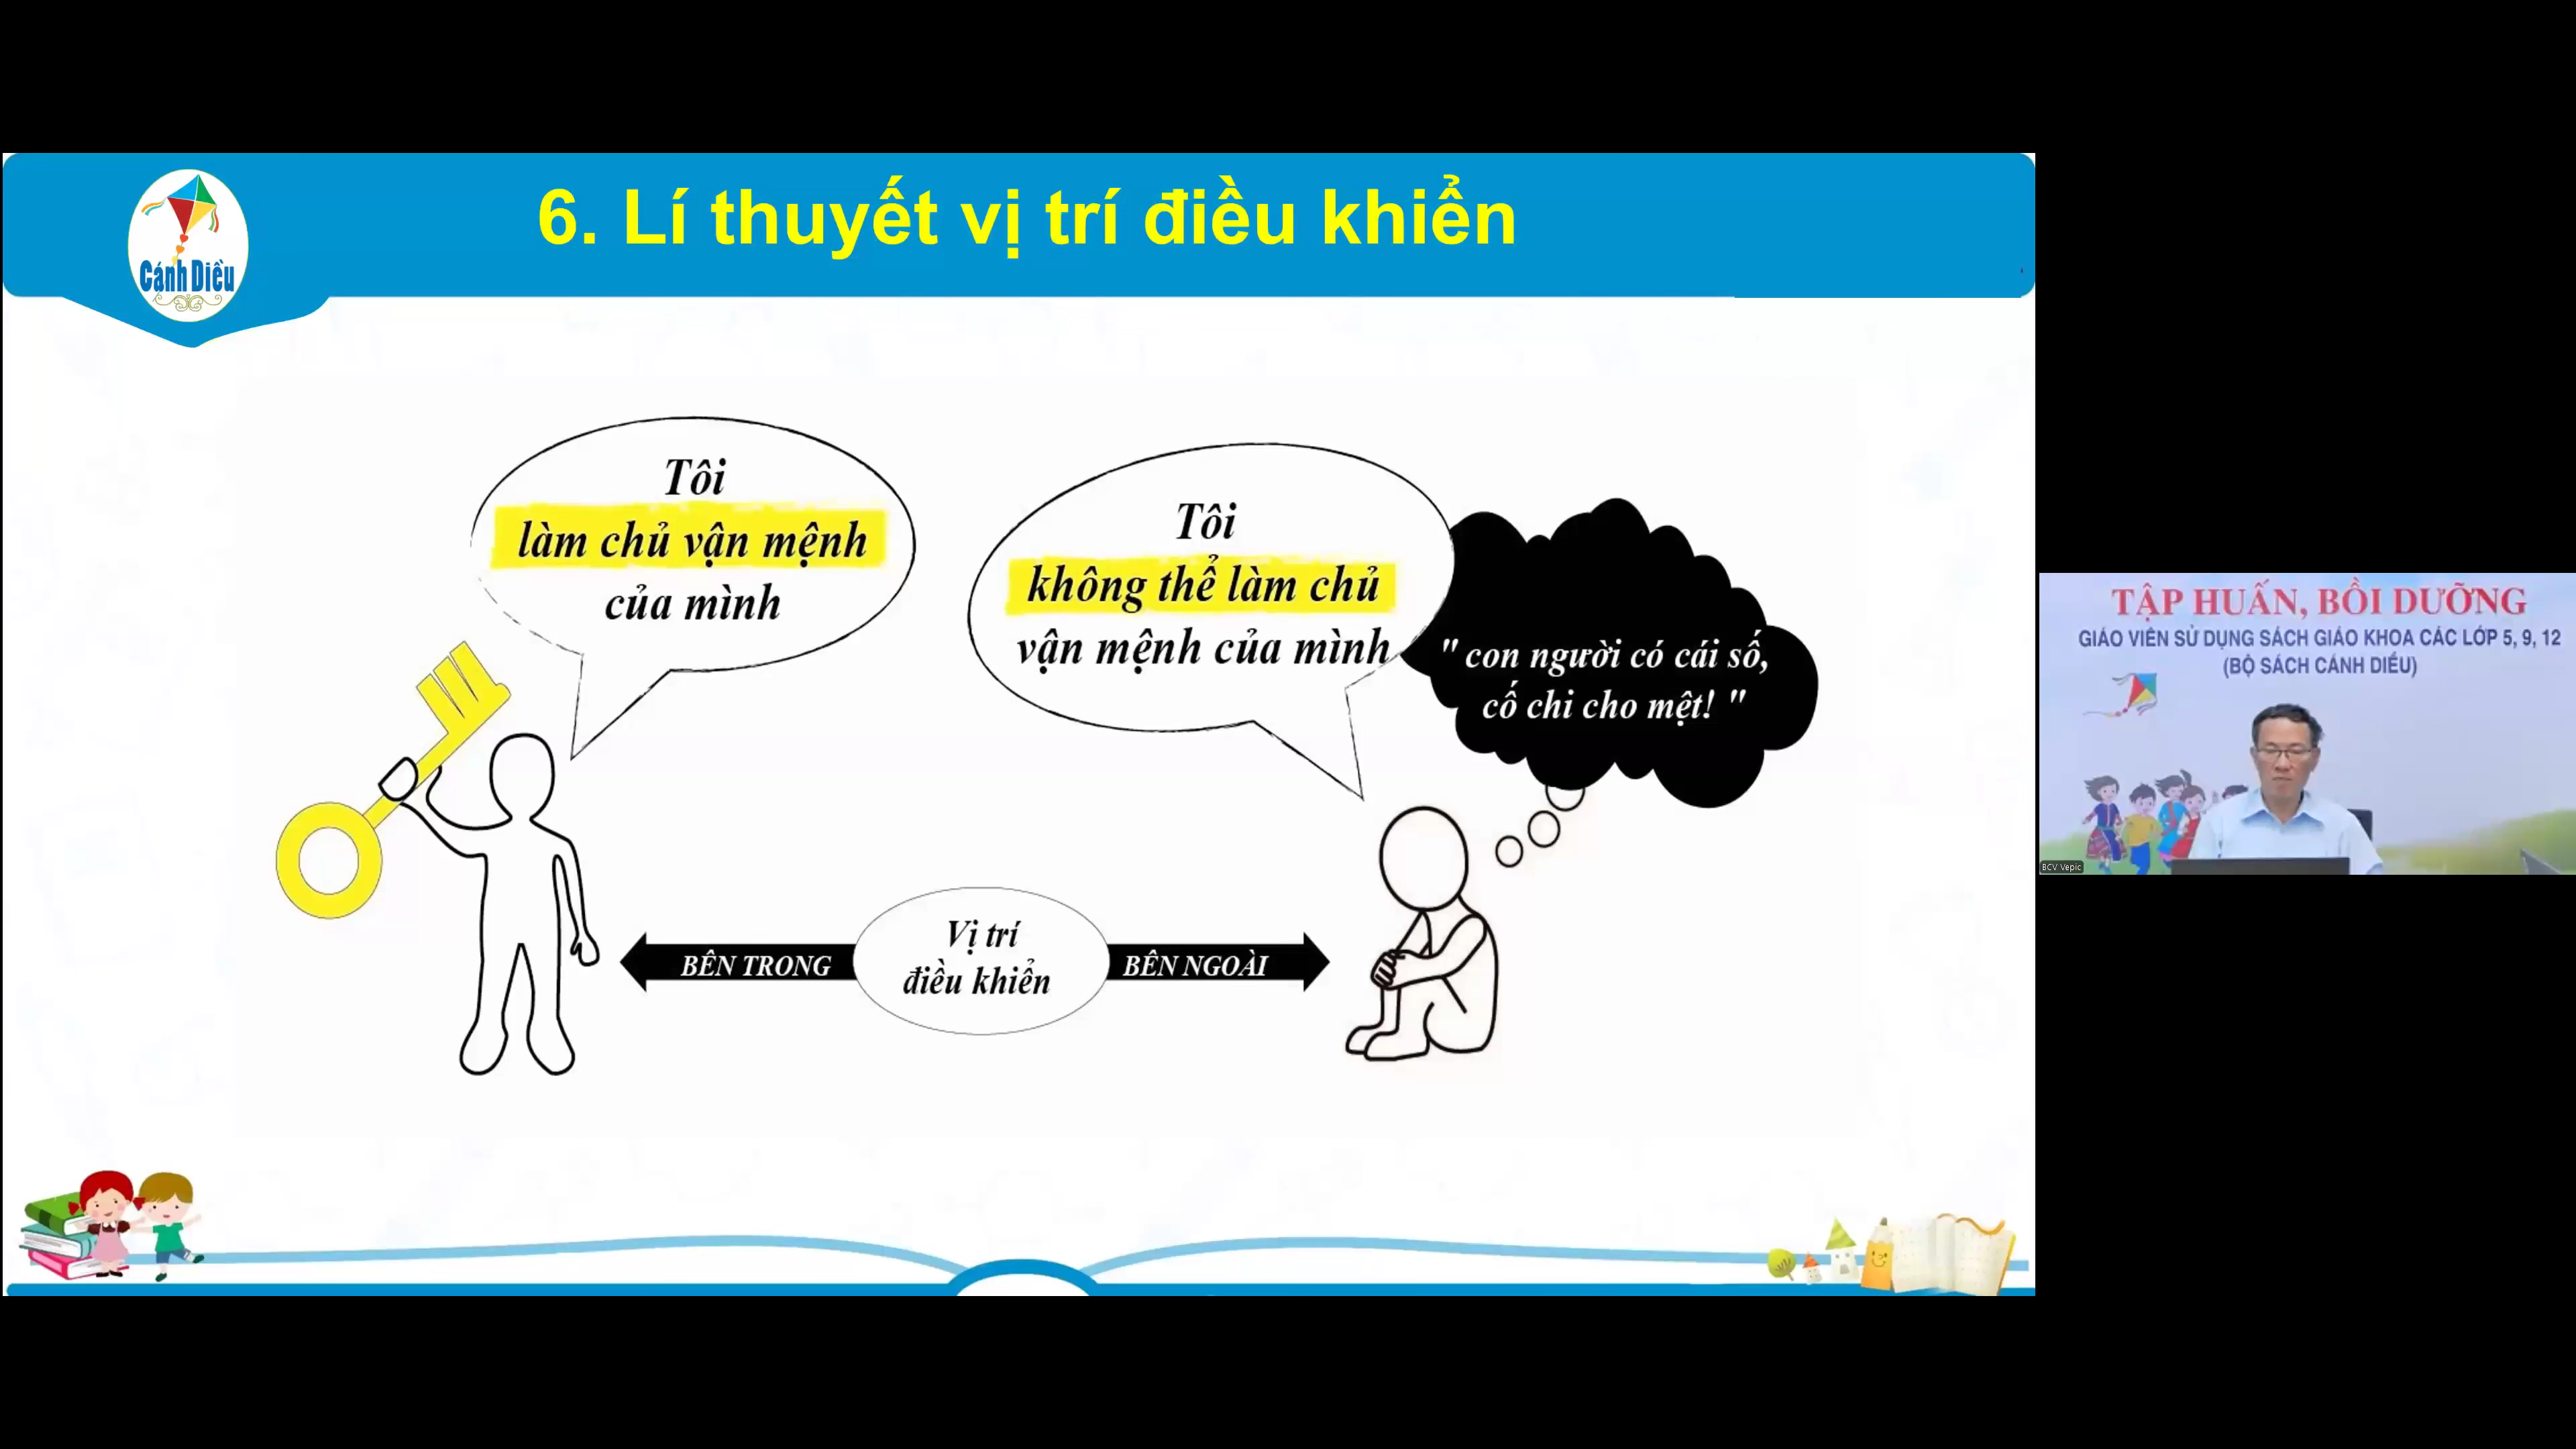 6. Lí thuyết vị trí điều khiển
Cánh Diều
Tôi
làm chủ vận mệnh
của mình
Tôi
không thể làm chủ
vận mệnh của mình
" con người có cái số,
cố chi cho mệt! "
BÊN TRONG
Vị trí
điều khiển
BÊN NGOÀI
TẬP HUẤN, BỒI DƯỠNG
GIÁO VIÊN SỬ DỤNG SÁCH GIÁO KHOA CÁC LỚP 5, 9, 12
(BỘ SÁCH CÁNH DIỀU)
BCV Vepic